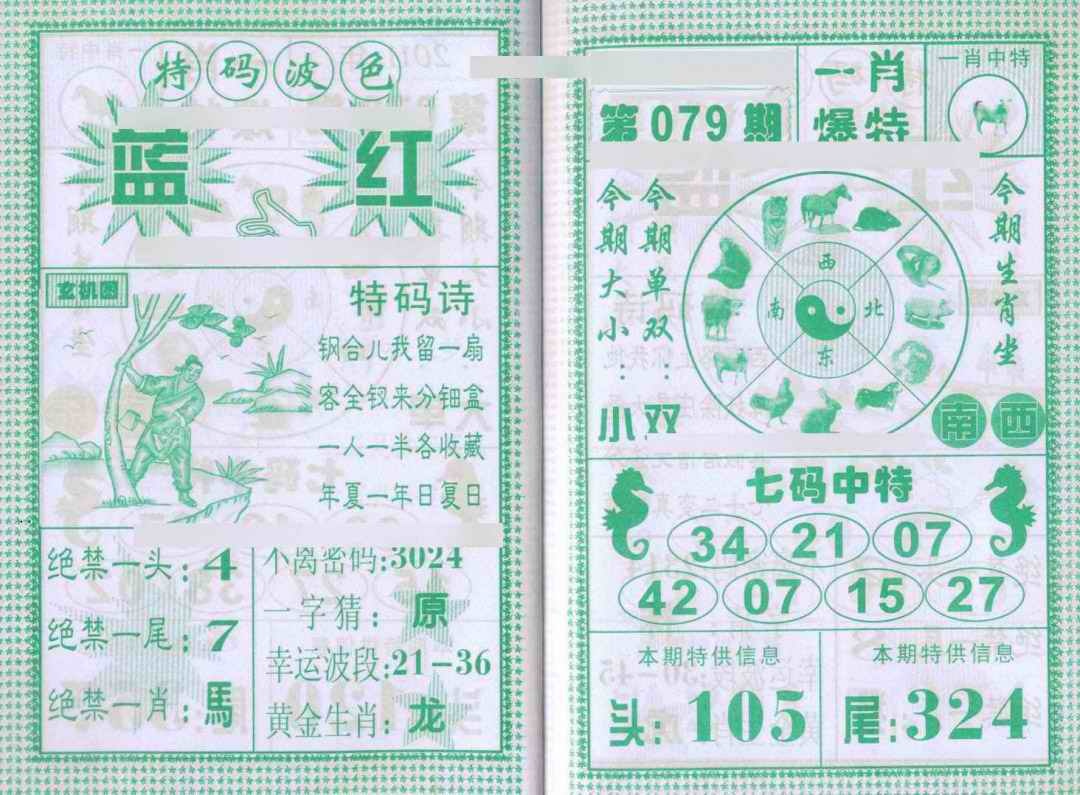 特码波色
蓝 红
玄机图
特码诗
钢合儿我留一扇
客全钗来分钿盒
一人一半各收藏
年夏一年日复日
绝禁一头:4
绝禁一尾:7
绝禁一肖:馬
不离密码:3024
一字猜:原
幸运波段:21-36
黄金生肖:龙
第079期
一肖
爆特
一肖中特
今期大小:小
今期单双:双
西
南 北
东
今期生肖坐
南西
七码中特
34 21 07
42 07 15 27
本期特供信息
头:105
本期特供信息
尾:324